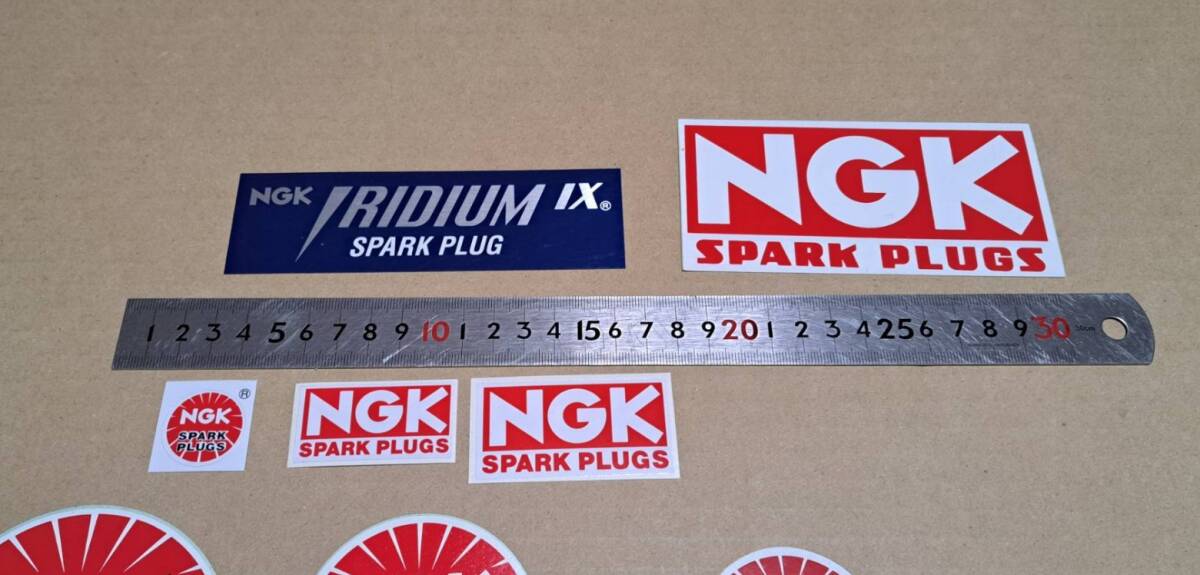 NGK IRIDIUM IX®
SPARK PLUG
NGK
SPARK PLUGS
1 2 3 4 5 6 7 8 9 10 1 2 3 4 15 6 7 8 9 20 1 2 3 4 25 6 7 8 9 30
®
NGK
SPARK
PLUGS
NGK
SPARK PLUGS
NGK
SPARK PLUGS